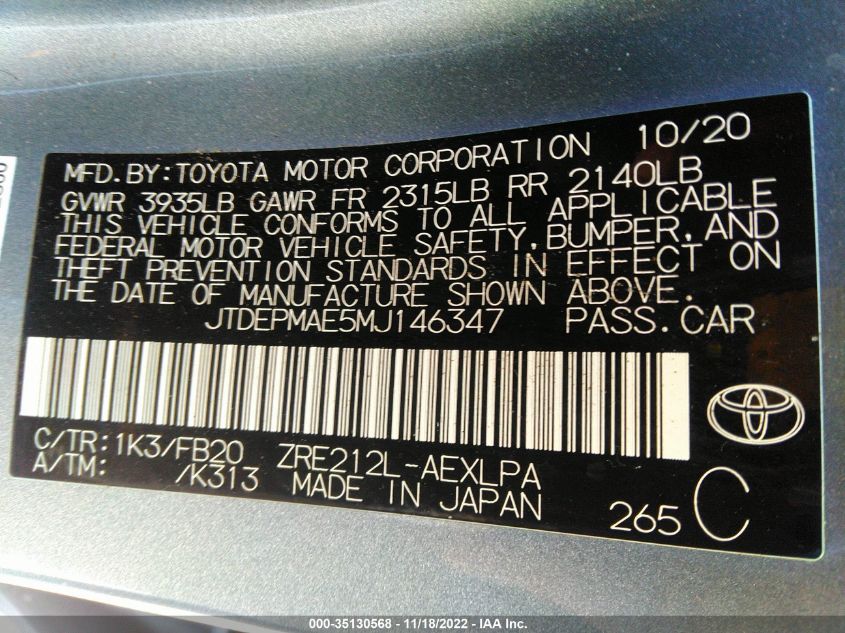 MFD.BY:TOYOTA MOTOR CORPORATION 10/20
GVWR 3935LB GAWR FR 2315LB RR 2140LB
THIS VEHICLE CONFORMS TO ALL APPLICABLE
FEDERAL MOTOR VEHICLE SAFETY,BUMPER,AND
THEFT PREVENTION STANDARDS IN EFFECT ON
THE DATE OF MANUFACTURE SHOWN ABOVE.
JTDEPMAE5MJ146347 PASS.CAR
C/TR:1K3/FB20 ZRE212L-AEXLPA
A/TM: /K313 MADE IN JAPAN 265 C
000-35130568 - 11/18/2022 - IAA Inc.